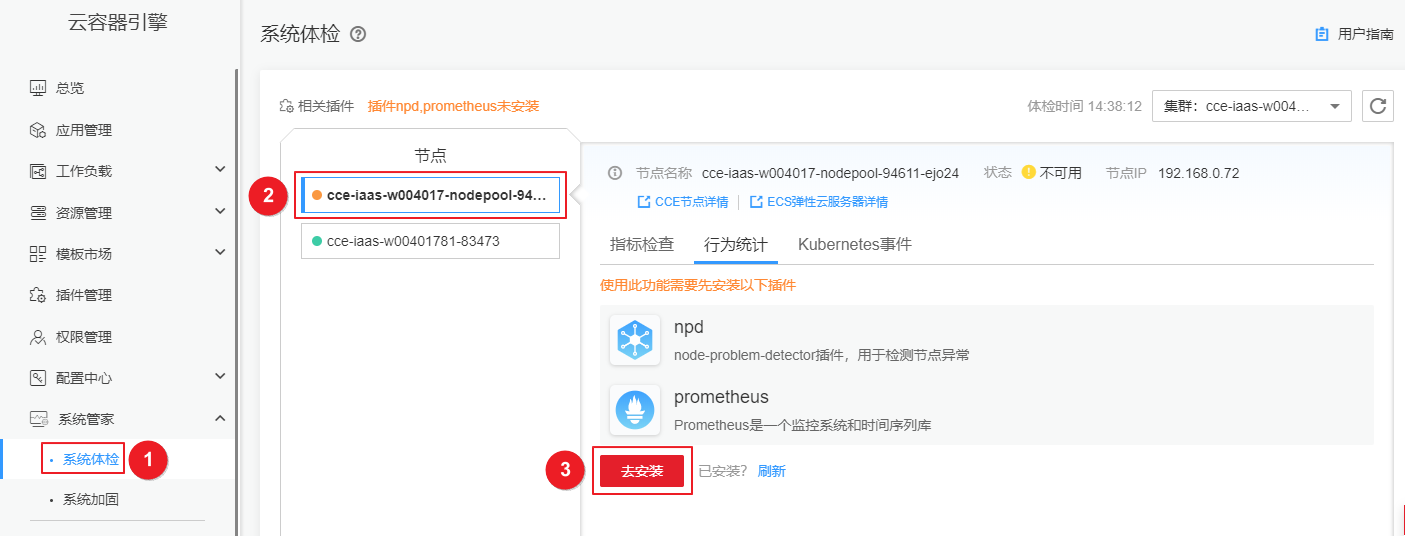 云容器引擎
总览
应用管理
工作负载
资源管理
模板市场
插件管理
权限管理
配置中心
系统管家
系统体检
1
系统加固
系统体检 ?
用户指南
相关插件 插件npd,prometheus未安装
体检时间 14:38:12 集群：cce-iaas-w004...
节点
2
cce-iaas-w004017-nodepool-94...
cce-iaas-w00401781-83473
节点名称 cce-iaas-w004017-nodepool-94611-ejo24 状态 不可用 节点IP 192.168.0.72
CCE节点详情 ECS弹性云服务器详情
指标检查 行为统计 Kubernetes事件
使用此功能需要先安装以下插件
npd
node-problem-detector插件，用于检测节点异常
prometheus
Prometheus是一个监控系统和时间序列库
3 去安装 已安装？ 刷新